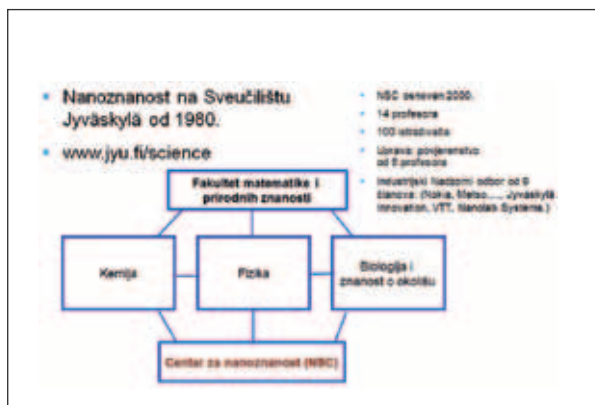 Nanoznanost na Sveučilištu
Jyväskylä od 1980.
www.jyu.fi/science
NSC osnovan 2000.
14 profesora
100 istraživača
Uprava: povjerenstvo
od 5 profesora
Industrijski Nadzorni odbor od 9
članova: (Nokia, Metso...., Jyväskylä
Innovation, VTT, Nanolab Systems.)
Fakultet matematike i
prirodnih znanosti
Kemija
Fizika
Biologija i
znanost o okolišu
Centar za nanoznanost (NSC)